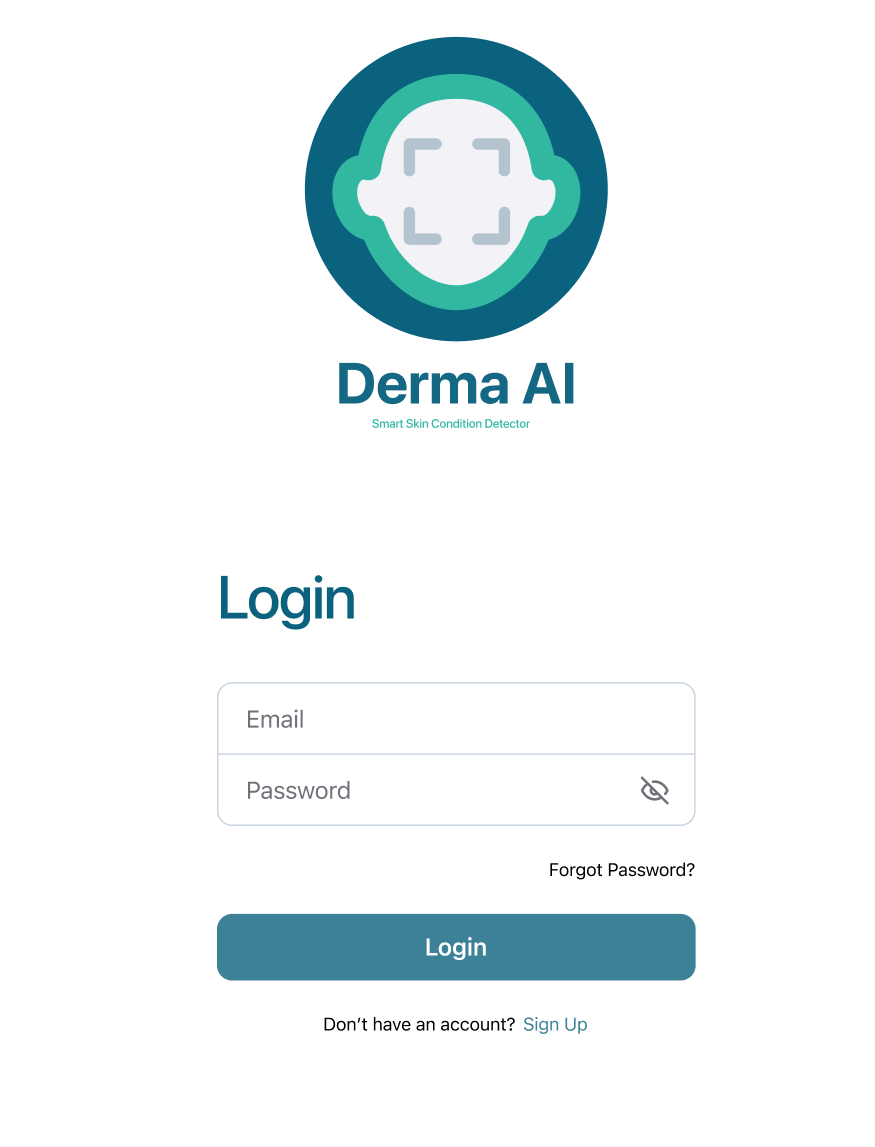 Derma AI
Smart Skin Condition Detector
Login
Email
Password
Forgot Password?
Login
Don't have an account? Sign Up